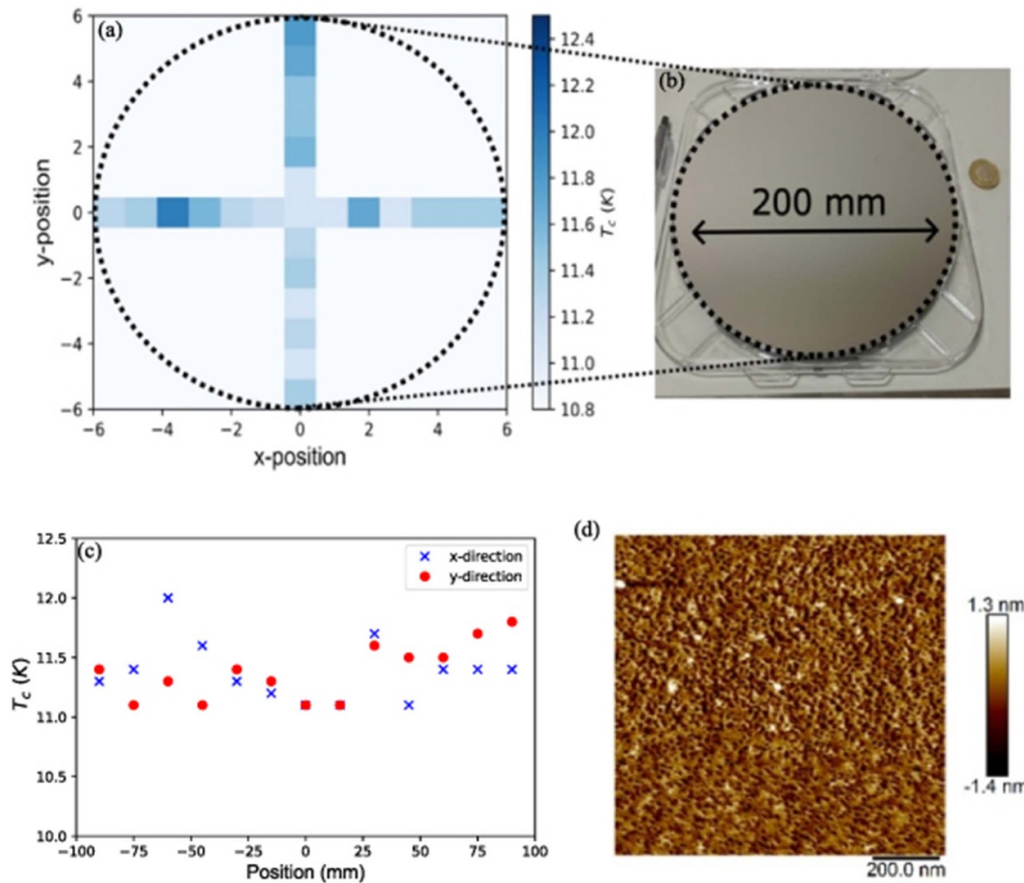 (a)
6
4
2
0
−2
−4
−6
y-position
−6 −4 −2 0 2 4 6
x-position
12.4
12.2
12.0
11.8
11.6
11.4
11.2
11.0
10.8
T_c (K)
(b)
200 mm
(c)
12.5
12.0
11.5
11.0
10.5
10.0
T_c (K)
x-direction
y-direction
−100 −75 −50 −25 0 25 50 75 100
Position (mm)
(d)
1.3 nm
-1.4 nm
200.0 nm